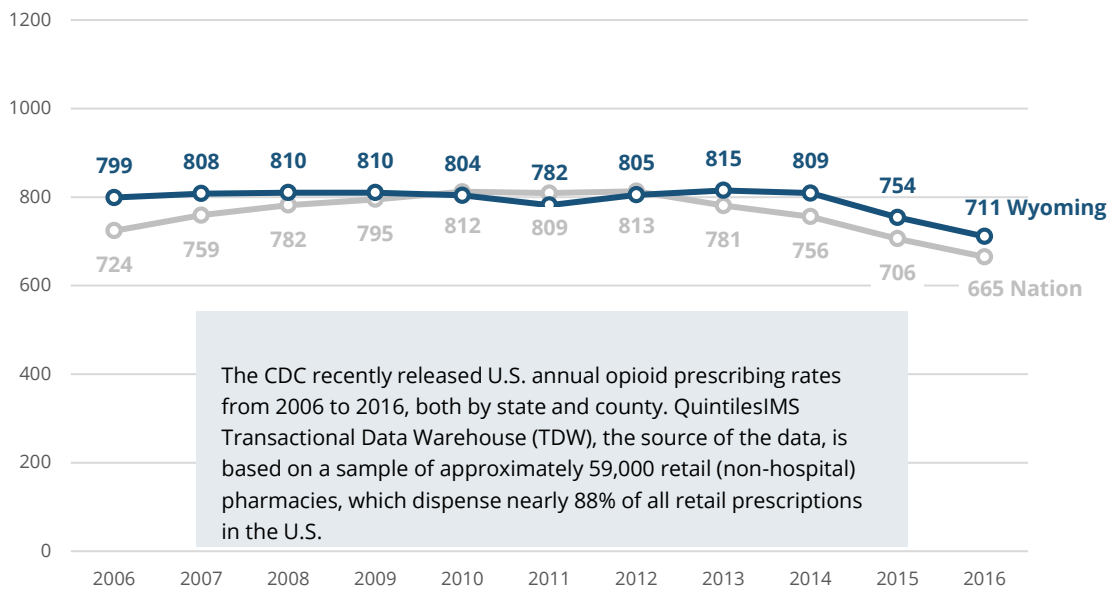 1200
1000
800
600
400
200
0
799 808 810 810 804 782 805 815 809 754 711 Wyoming
724 759 782 795 812 809 813 781 756 706 665 Nation
The CDC recently released U.S. annual opioid prescribing rates
from 2006 to 2016, both by state and county. QuintilesIMS
Transactional Data Warehouse (TDW), the source of the data, is
based on a sample of approximately 59,000 retail (non-hospital)
pharmacies, which dispense nearly 88% of all retail prescriptions
in the U.S.
2006 2007 2008 2009 2010 2011 2012 2013 2014 2015 2016